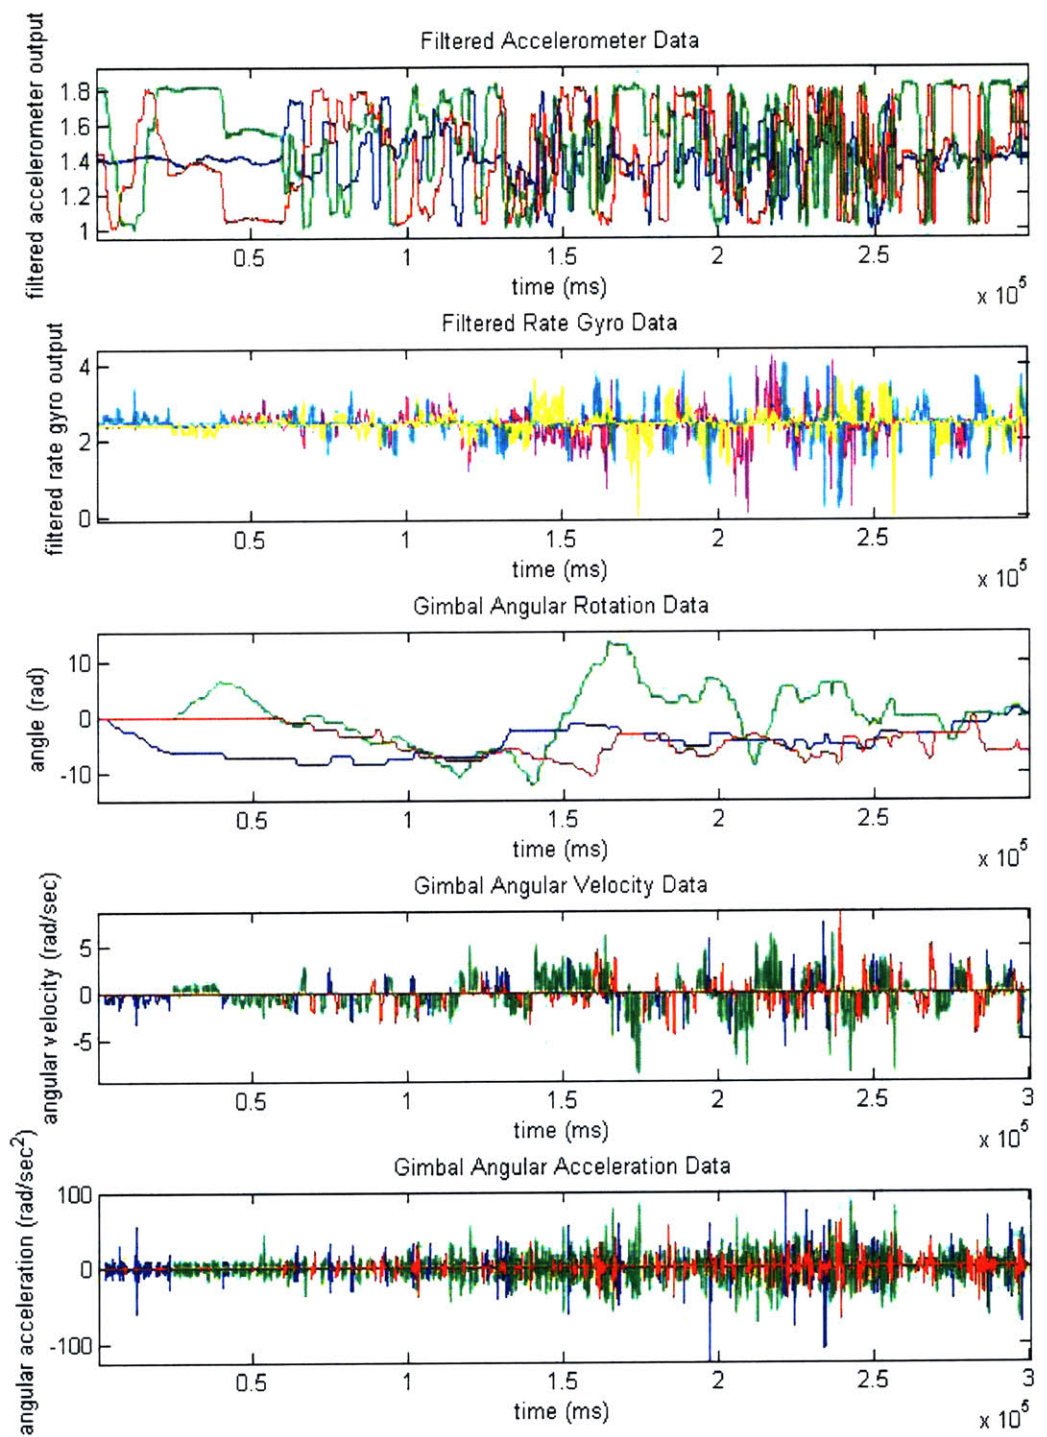 Filtered Accelerometer Data
filtered accelerometer output
1.8
1.6
1.4
1.2
1
0.5 1 1.5 2 2.5
time (ms)
x 10^5
Filtered Rate Gyro Data
filtered rate gyro output
4
2
0
0.5 1 1.5 2 2.5
time (ms)
x 10^5
Gimbal Angular Rotation Data
angle (rad)
10
0
-10
0.5 1 1.5 2 2.5
time (ms)
x 10^5
Gimbal Angular Velocity Data
angular velocity (rad/sec)
5
0
-5
0.5 1 1.5 2 2.5 3
time (ms)
x 10^5
Gimbal Angular Acceleration Data
angular acceleration (rad/sec^2)
100
0
-100
0.5 1 1.5 2 2.5 3
time (ms)
x 10^5